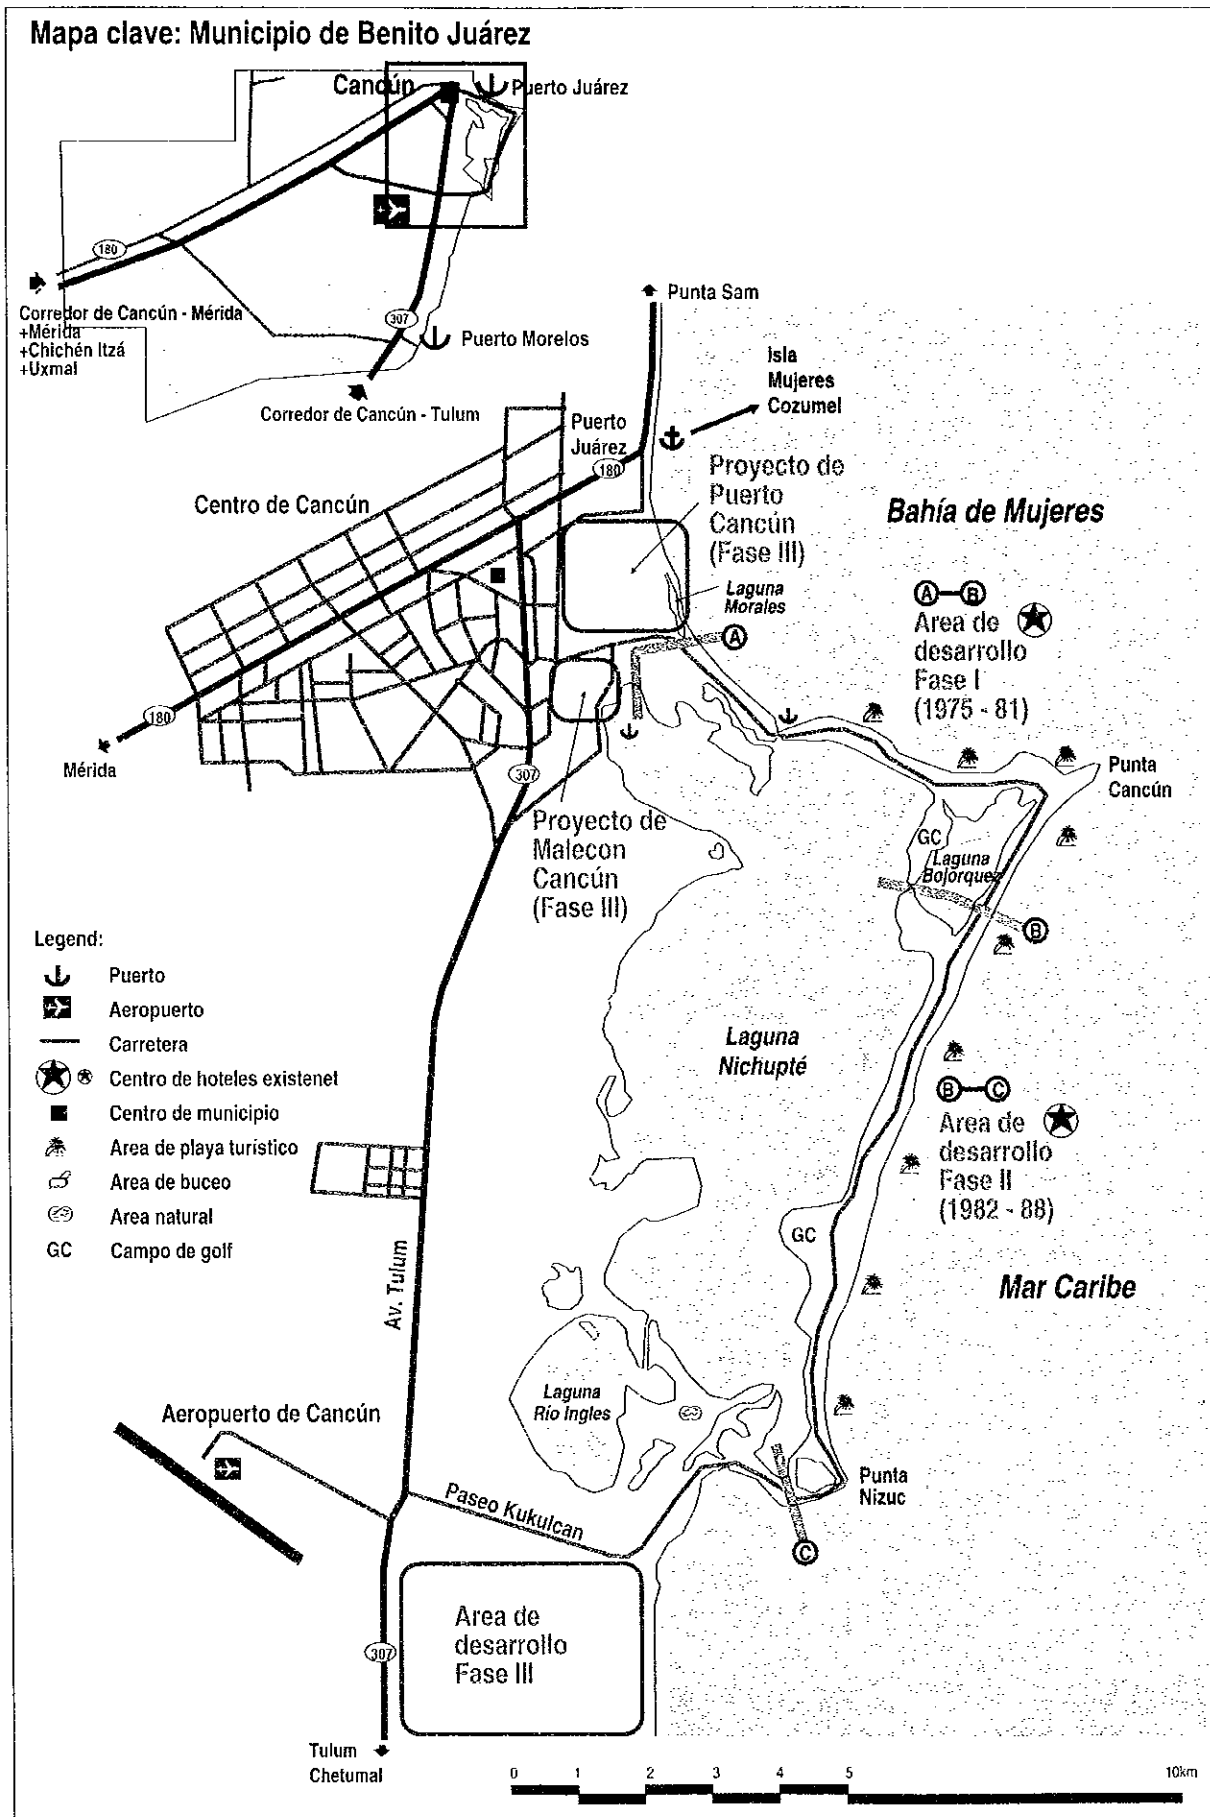 Mapa clave: Municipio de Benito Juárez
Cancún
Puerto Juárez
180
Corredor de Cancún - Mérida
+Mérida
+Chichén Itzá
+Uxmal
307
Puerto Morelos
Corredor de Cancún - Tulum
Punta Sam
Isla
Mujeres
Cozumel
Puerto
Juárez
180
Centro de Cancún
Proyecto de
Puerto
Cancún
(Fase III)
Bahía de Mujeres
Laguna
Morales
A
A B
Area de
desarrollo
Fase I
(1975 - 81)
180
Mérida
307
Punta
Cancún
GC
Laguna
Bojórquez
B
Proyecto de
Malecon
Cancún
(Fase III)
Legend:
Puerto
Aeropuerto
Carretera
Centro de hoteles existenet
Centro de municipio
Area de playa turístico
Area de buceo
Area natural
GC Campo de golf
Laguna
Nichupté
B C
Area de
desarrollo
Fase II
(1982 - 88)
GC
Mar Caribe
Av. Tulum
Laguna
Río Ingles
Aeropuerto de Cancún
Paseo Kukulcan
Punta
Nizuc
C
307
Area de
desarrollo
Fase III
Tulum
Chetumal
0 1 2 3 4 5 10km